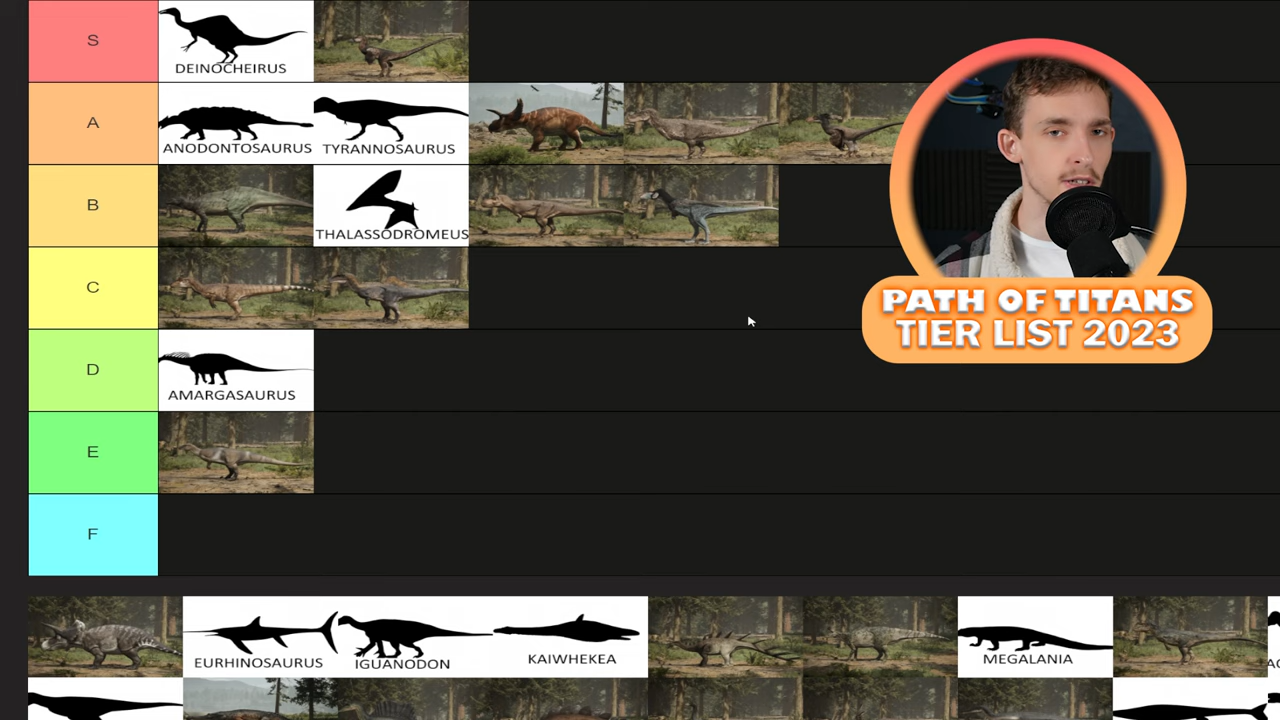 S
DEINOCHEIRUS
A
ANODONTOSAURUS
TYRANNOSAURUS
B
THALASSODROMEUS
C
D
AMARGASAURUS
E
F
PATH OF TITANS
TIER LIST 2023
EURHINOSAURUS
IGUANODON
KAIWHEKEA
MEGALANIA